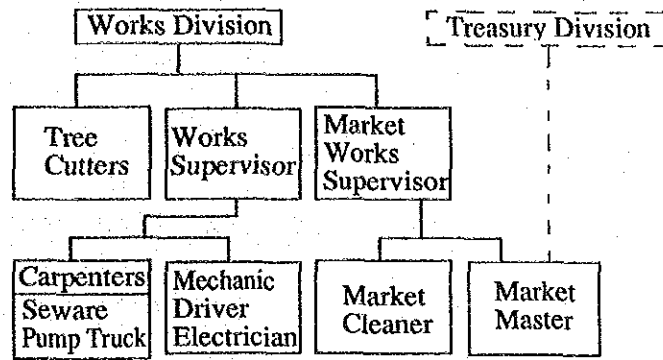 Works Division
Treasury Division
Tree
Cutters
Works
Supervisor
Market
Works
Supervisor
Carpenters
Seware
Pump Truck
Mechanic
Driver
Electrician
Market
Cleaner
Market
Master